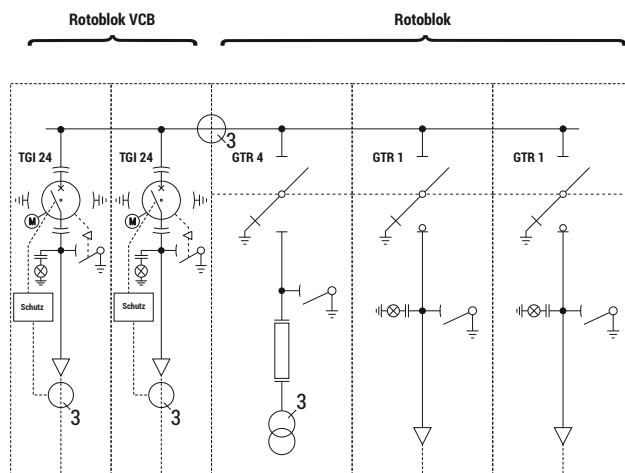 Rotoblok VCB
Rotoblok
3
TGI 24
TGI 24
GTR 4
GTR 1
GTR 1
M
M
Schutz
Schutz
3
3
3